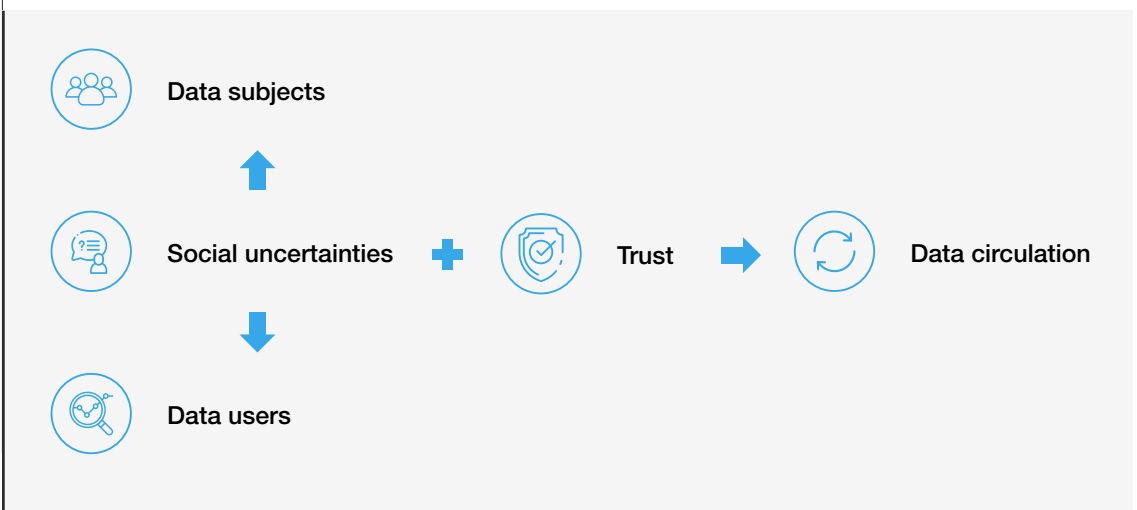 Data subjects
Social uncertainties
Trust
Data circulation
Data users